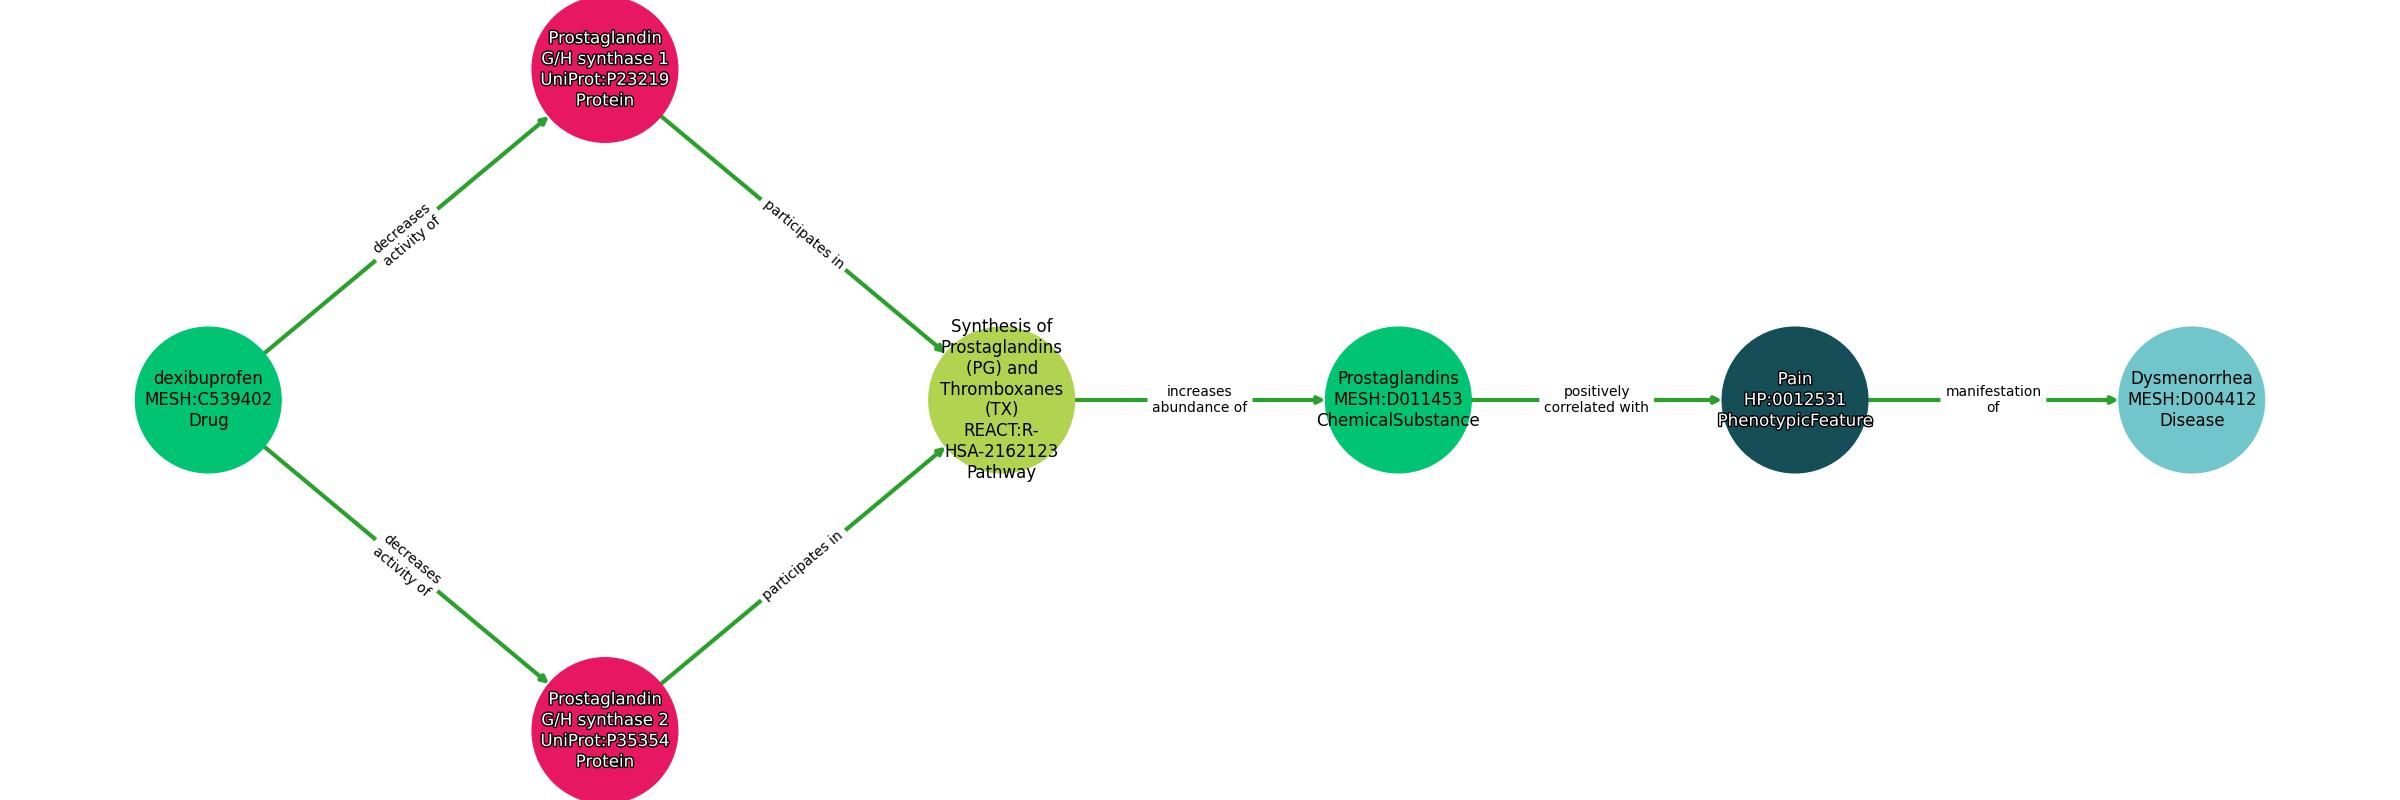 Prostaglandin
G/H synthase 1
UniProt:P23219
Protein
decreases
activity of
participates in
dexibuprofen
MESH:C539402
Drug
Synthesis of
Prostaglandins
(PG) and
Thromboxanes
(TX)
REACT:R-
HSA-2162123
Pathway
increases
abundance of
Prostaglandins
MESH:D011453
ChemicalSubstance
positively
correlated with
Pain
HP:0012531
PhenotypicFeature
manifestation
of
Dysmenorrhea
MESH:D004412
Disease
decreases
activity of
participates in
Prostaglandin
G/H synthase 2
UniProt:P35354
Protein